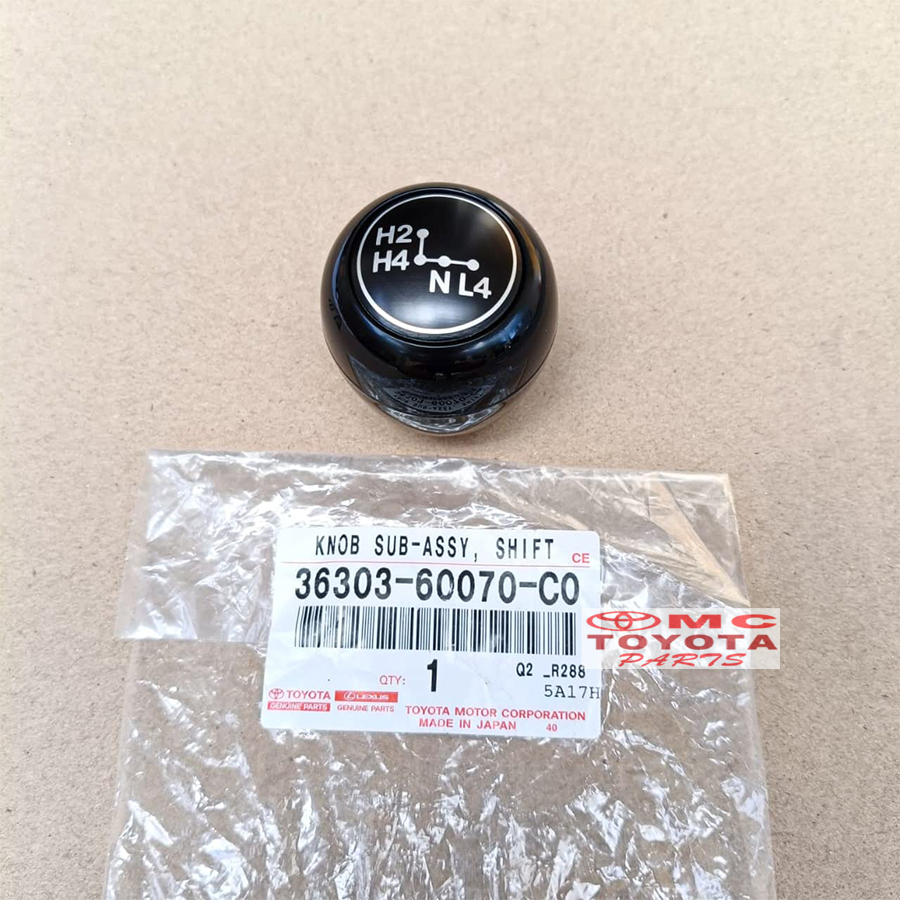 H2
H4
N L4
KNOB SUB-ASSY, SHIFT
CE
36303-60070-C0
MC
TOYOTA
PARTS
QTY: 1
Q2 _R288
5A17H
TOYOTA
GENUINE PARTS
LEXUS
GENUINE PARTS
TOYOTA MOTOR CORPORATION
MADE IN JAPAN 40